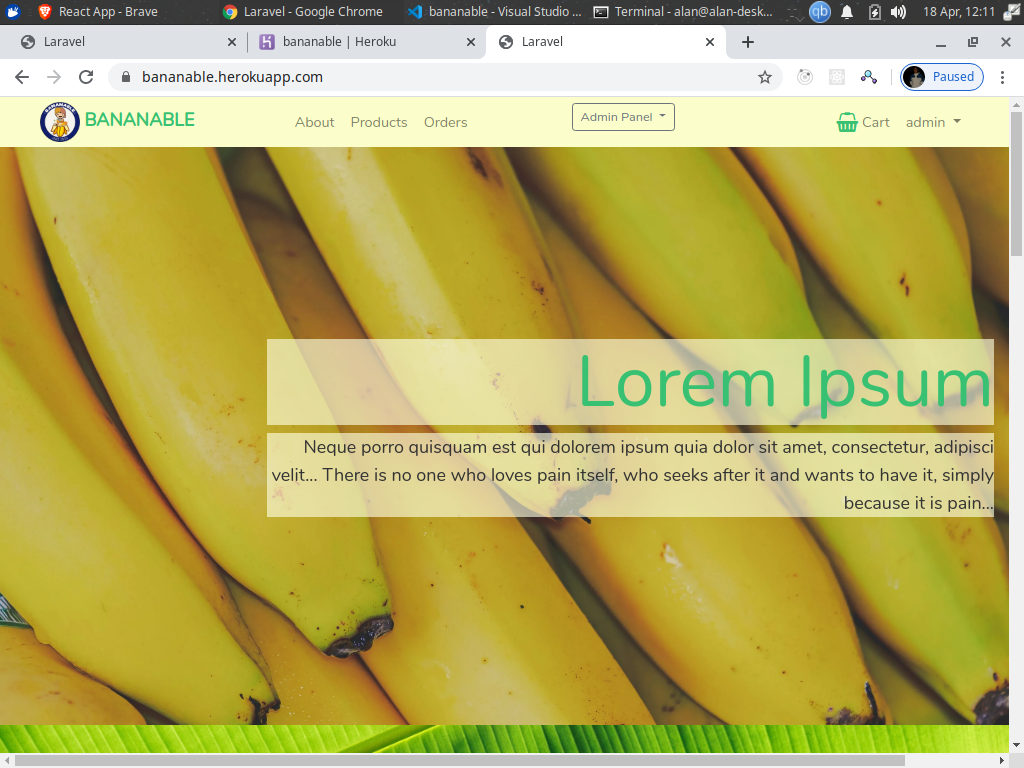 React App - Brave
Laravel - Google Chrome
bananable - Visual Studio ...
Terminal - alan@alan-desk...
qb
18 Apr, 12:11
Laravel
bananable | Heroku
Laravel
bananable.herokuapp.com
Paused
BANANABLE
BANANABLE
About
Products
Orders
Admin Panel
Cart
admin
Lorem Ipsum
Neque porro quisquam est qui dolorem ipsum quia dolor sit amet, consectetur, adipisci
velit... There is no one who loves pain itself, who seeks after it and wants to have it, simply
because it is pain...